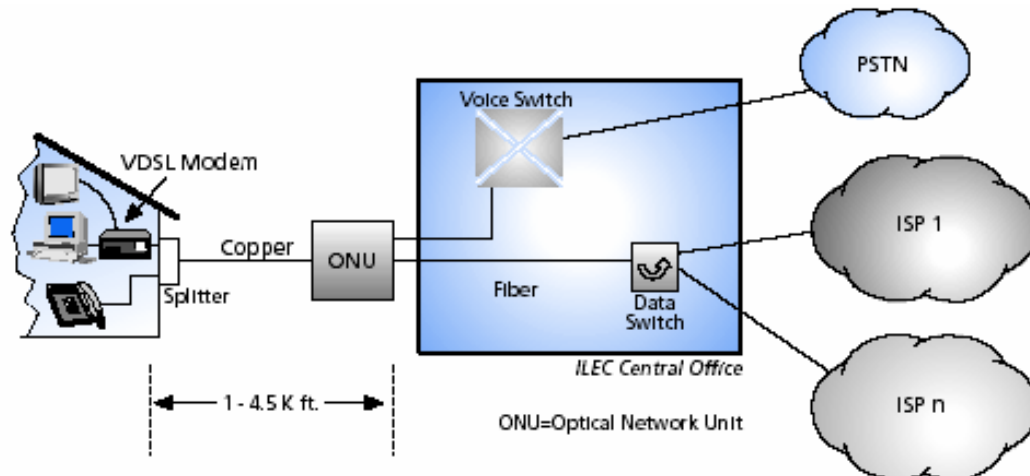 PSTN
Voice Switch
VDSL Modem
ISP 1
Copper
ONU
Splitter
Fiber
Data
Switch
ILEC Central Office
1 - 4.5 K ft.
ISP n
ONU=Optical Network Unit